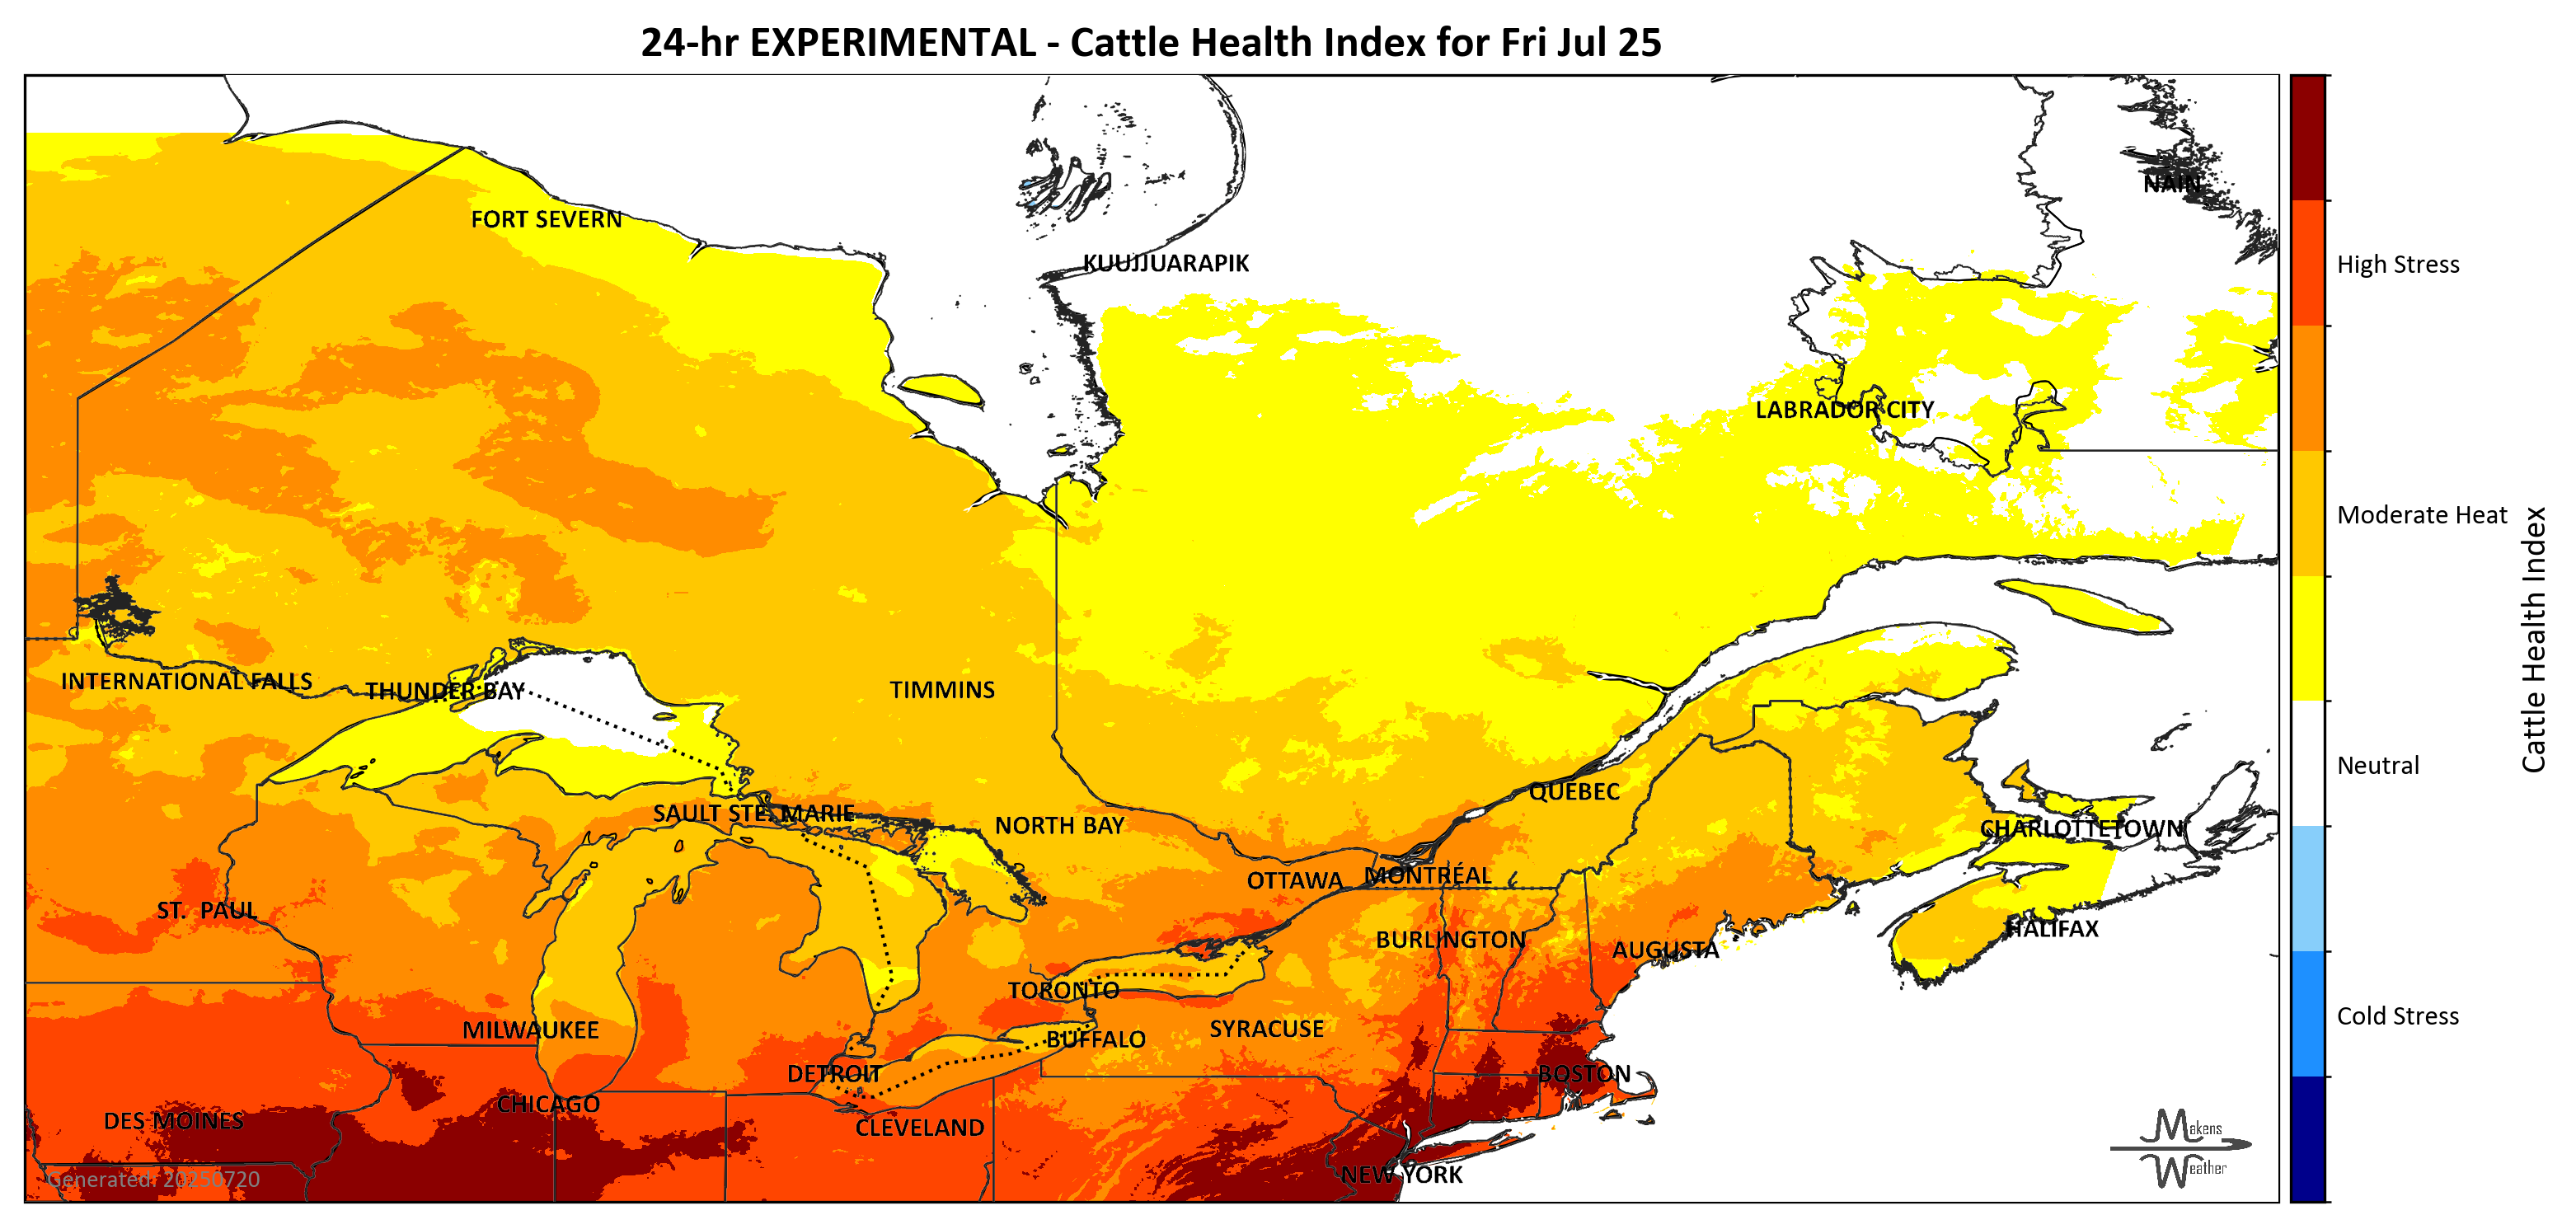 24-hr EXPERIMENTAL - Cattle Health Index for Fri Jul 25
NAIN
FORT SEVERN
KUUJJUARAPIK
High Stress
LABRADOR CITY
Moderate Heat
Cattle Health Index
INTERNATIONAL FALLS
THUNDER BAY
TIMMINS
Neutral
QUEBEC
SAULT STE. MARIE
NORTH BAY
CHARLOTTETOWN
OTTAWA
MONTRÉAL
ST. PAUL
HALIFAX
BURLINGTON
AUGUSTA
TORONTO
Cold Stress
MILWAUKEE
SYRACUSE
BUFFALO
DETROIT
BOSTON
CHICAGO
DES MOINES
CLEVELAND
Makens
Weather
NEW YORK
Generated: 20250720